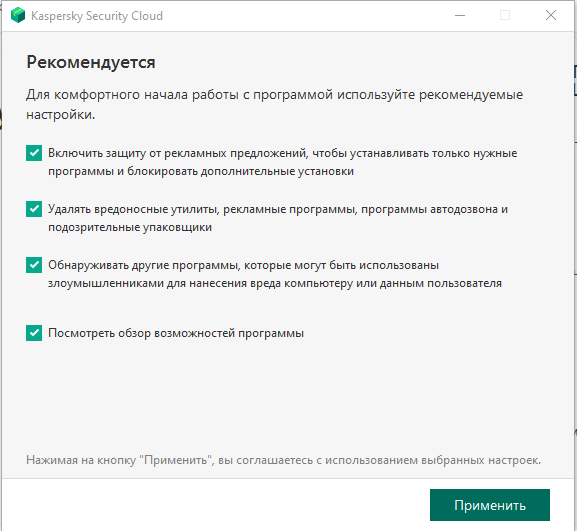 Kaspersky Security Cloud
Рекомендуется
Для комфортного начала работы с программой используйте рекомендуемые
настройки.
Включить защиту от рекламных предложений, чтобы устанавливать только нужные
программы и блокировать дополнительные установки
Удалять вредоносные утилиты, рекламные программы, программы автодозвона и
подозрительные упаковщики
Обнаруживать другие программы, которые могут быть использованы
злоумышленниками для нанесения вреда компьютеру или данным пользователя
Посмотреть обзор возможностей программы
Нажимая на кнопку "Применить", вы соглашаетесь с использованием выбранных настроек.
Применить